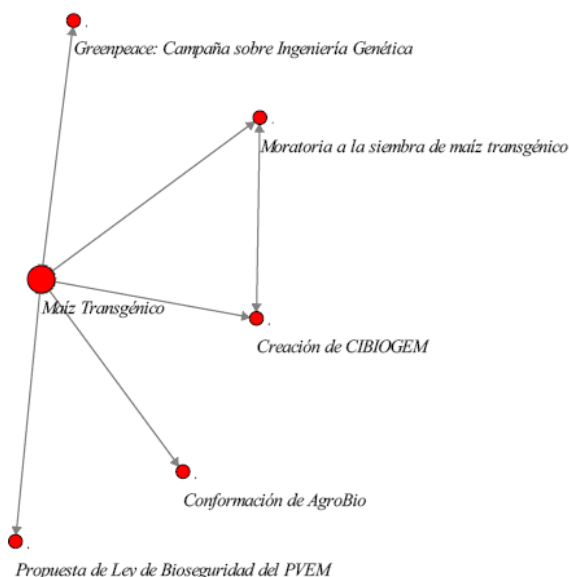 Greenpeace: Campaña sobre Ingeniería Genética
Moratoria a la siembra de maíz transgénico
Maíz Transgénico
Creación de CIBIOGEM
Conformación de AgroBio
Propuesta de Ley de Bioseguridad del PVEM